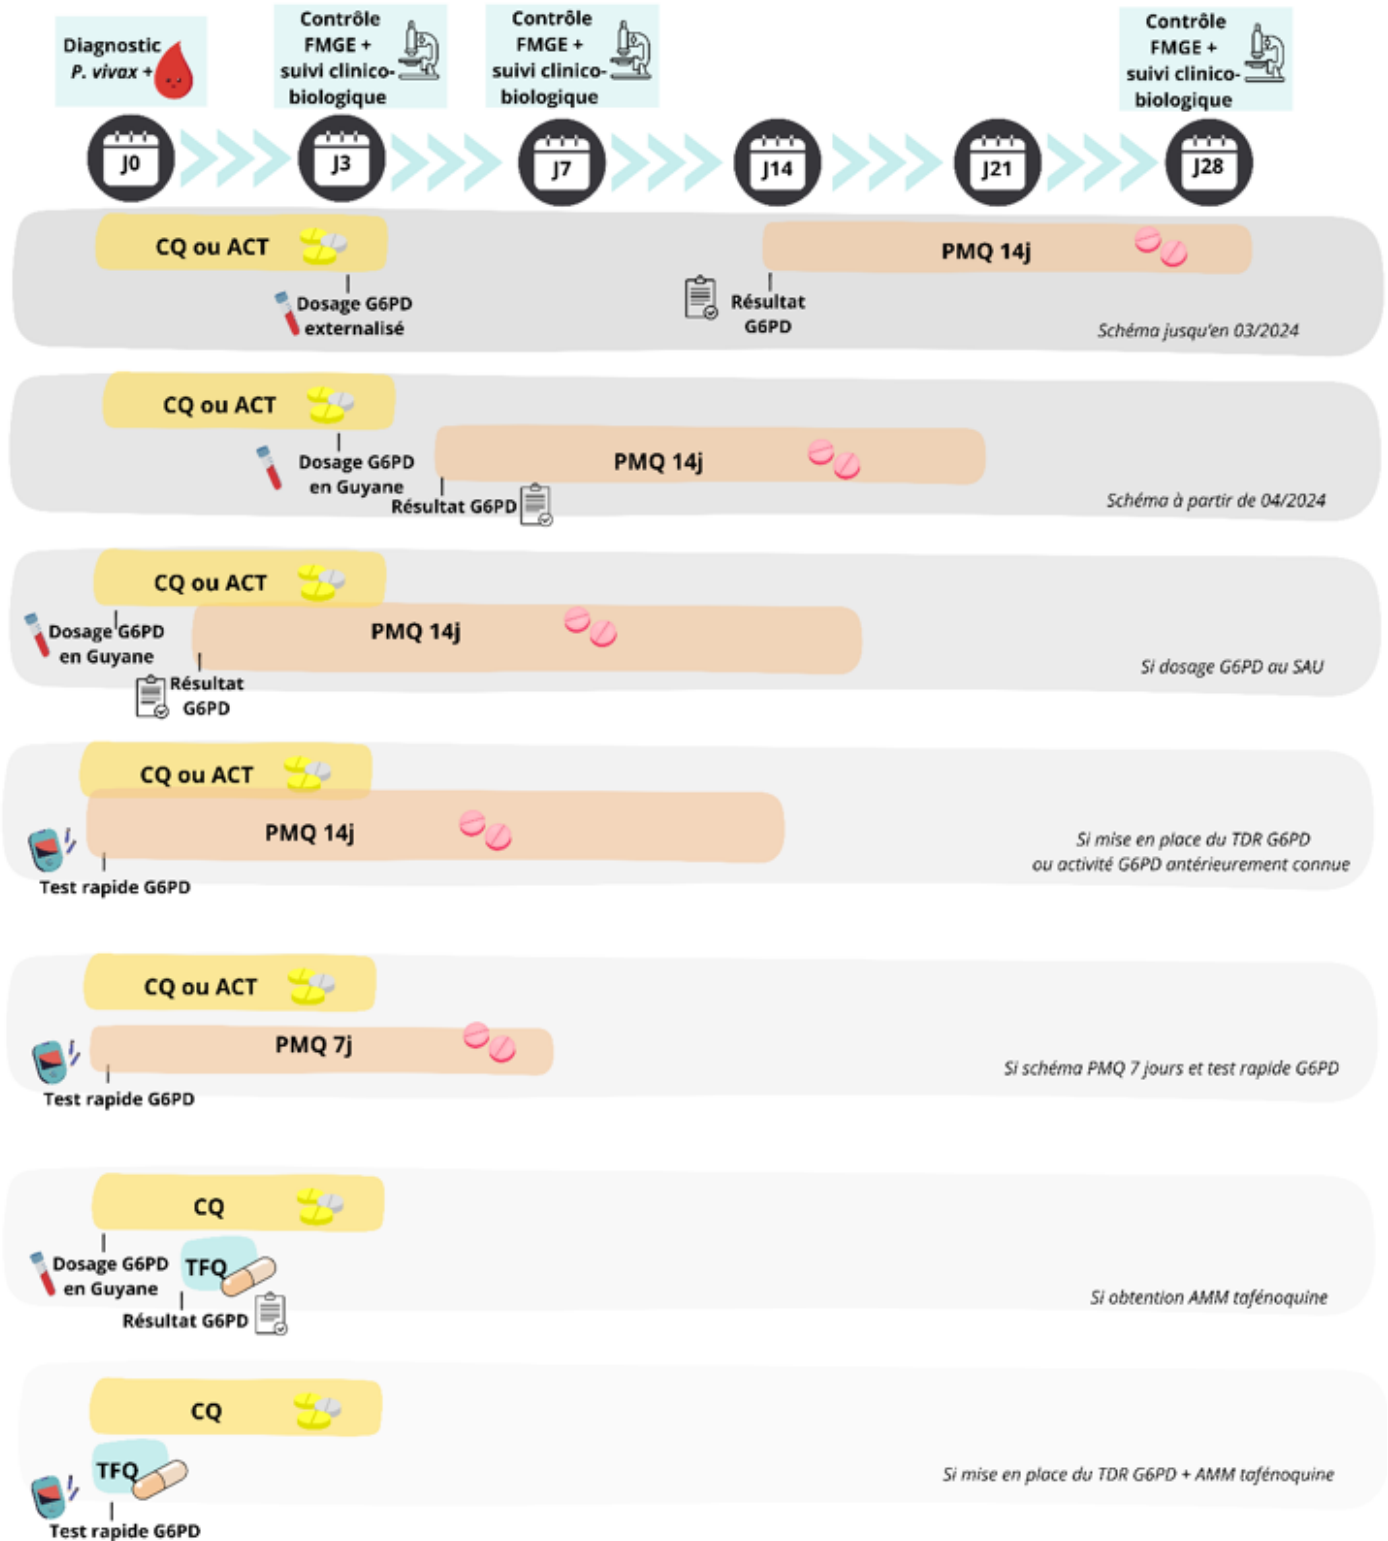 Diagnostic
P. vivax +
Contrôle
FMGE +
suivi clinico-
biologique
Contrôle
FMGE +
suivi clinico-
biologique
Contrôle
FMGE +
suivi clinico-
biologique
J0
J3
J7
J14
J21
J28
CQ ou ACT
PMQ 14j
Dosage G6PD
externalisé
Résultat
G6PD
Schéma jusqu'en 03/2024
CQ ou ACT
PMQ 14j
Dosage G6PD
en Guyane
Résultat G6PD
Schéma à partir de 04/2024
CQ ou ACT
PMQ 14j
Dosage G6PD
en Guyane
Résultat
G6PD
Si dosage G6PD au SAU
CQ ou ACT
PMQ 14j
Test rapide G6PD
Si mise en place du TDR G6PD
ou activité G6PD antérieurement connue
CQ ou ACT
PMQ 7j
Test rapide G6PD
Si schéma PMQ 7 jours et test rapide G6PD
CQ
Dosage G6PD
en Guyane
TFQ
Résultat G6PD
Si obtention AMM tafénoquine
CQ
TFQ
Test rapide G6PD
Si mise en place du TDR G6PD + AMM tafénoquine